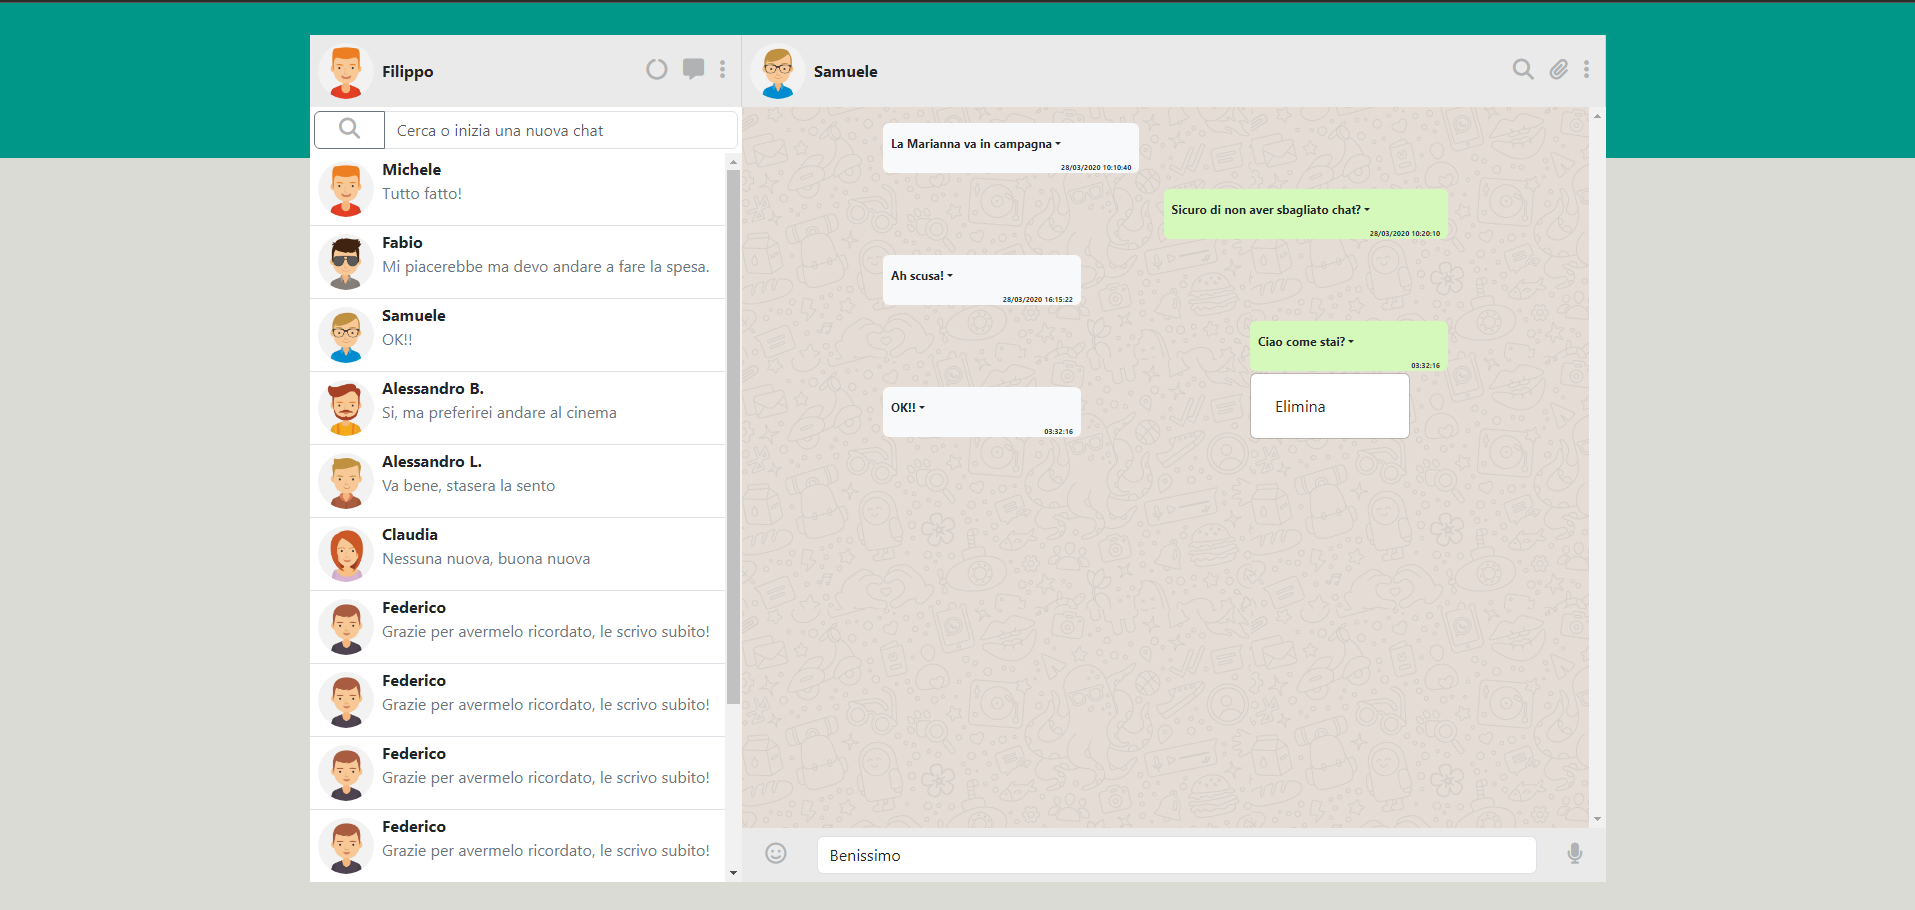 Filippo
Samuele
Cerca o inizia una nuova chat
Michele
Tutto fatto!
Fabio
Mi piacerebbe ma devo andare a fare la spesa.
Samuele
OK!!
Alessandro B.
Si, ma preferirei andare al cinema
Alessandro L.
Va bene, stasera la sento
Claudia
Nessuna nuova, buona nuova
Federico
Grazie per avermelo ricordato, le scrivo subito!
Federico
Grazie per avermelo ricordato, le scrivo subito!
Federico
Grazie per avermelo ricordato, le scrivo subito!
Federico
Grazie per avermelo ricordato, le scrivo subito!
La Marianna va in campagna
28/03/2020 10:10:40
Sicuro di non aver sbagliato chat?
28/03/2020 10:20:10
Ah scusa!
28/03/2020 16:15:22
Ciao come stai?
03:32:16
Elimina
OK!!
03:32:16
Benissimo